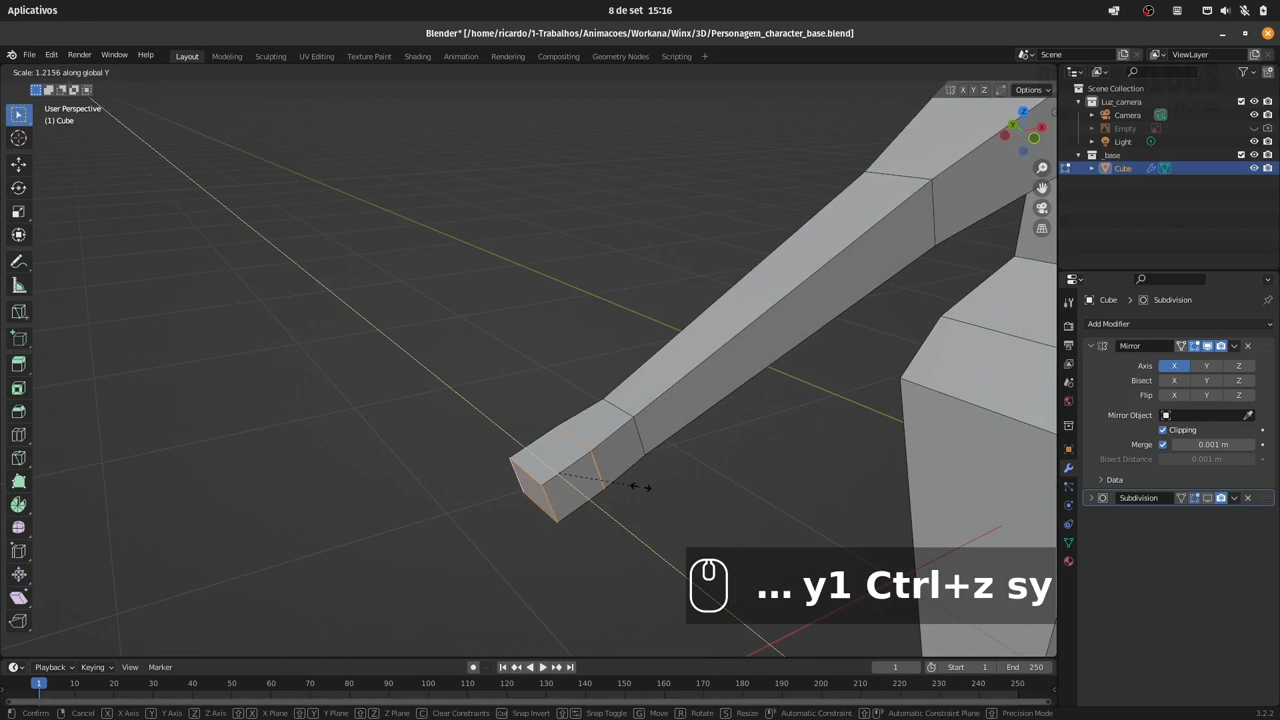 Aplicativos
8 de set 15:16
Blender* [/home/ricardo/1-Trabalhos/Animacoes/Workana/Winx/3D/Personagem_character_base.blend]
File Edit Render Window Help
Layout Modeling Sculpting UV Editing Texture Paint Shading Animation Rendering Compositing Geometry Nodes Scripting +
Scene
ViewLayer
Scale: 1.2156 along global Y
X Y Z
Options
User Perspective
(1) Cube
Z
X
Y
Scene Collection
Luz_camera
Camera
Empty
Light
_base
Cube
Cube > Subdivision
Add Modifier
Mirror
Axis X Y Z
Bisect X Y Z
Flip X Y Z
Mirror Object
Clipping
Merge 0.001 m
Bisect Distance 0.001 m
Data
Subdivision
... y1 Ctrl+z sy
Playback Keying View Marker
1
Start 1
End 250
1 10 20 30 40 50 60 70 80 90 100 110 120 130 140 150 160 170 180 190 200 210 220 230 240 250
Confirm Cancel X X Axis Y Y Axis Z Z Axis X X Plane Y Y Plane Z Z Plane C Clear Constraints Snap Invert Snap Toggle G Move R Rotate S Resize Automatic Constraint Automatic Constraint Plane Precision Mode
3.2.2